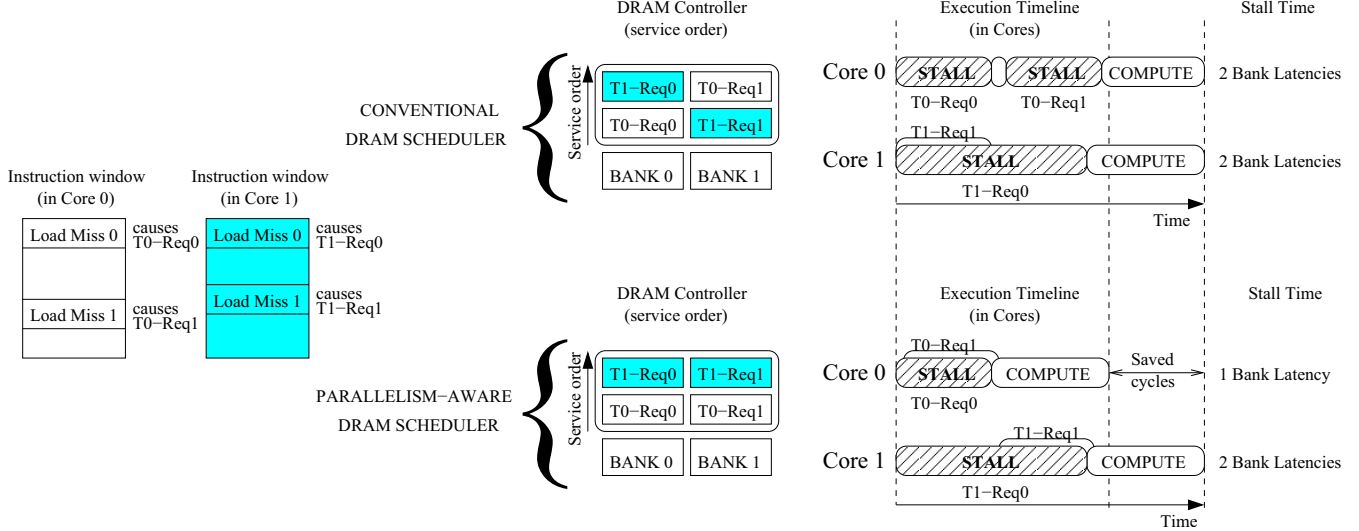 Instruction window
(in Core 0)
Load Miss 0
causes
T0−Req0
Load Miss 1
causes
T0−Req1
Instruction window
(in Core 1)
Load Miss 0
causes
T1−Req0
Load Miss 1
causes
T1−Req1
CONVENTIONAL
DRAM SCHEDULER
DRAM Controller
(service order)
Service order
T1−Req0
T0−Req1
T0−Req0
T1−Req1
BANK 0
BANK 1
Execution Timeline
(in Cores)
Stall Time
Core 0
STALL
STALL
COMPUTE
2 Bank Latencies
T0−Req0
T0−Req1
T1−Req1
Core 1
STALL
COMPUTE
2 Bank Latencies
T1−Req0
Time
PARALLELISM−AWARE
DRAM SCHEDULER
DRAM Controller
(service order)
Service order
T1−Req0
T1−Req1
T0−Req0
T0−Req1
BANK 0
BANK 1
Execution Timeline
(in Cores)
Stall Time
T0−Req1
Core 0
STALL
COMPUTE
Saved
cycles
1 Bank Latency
T0−Req0
T1−Req1
Core 1
STALL
COMPUTE
2 Bank Latencies
T1−Req0
Time